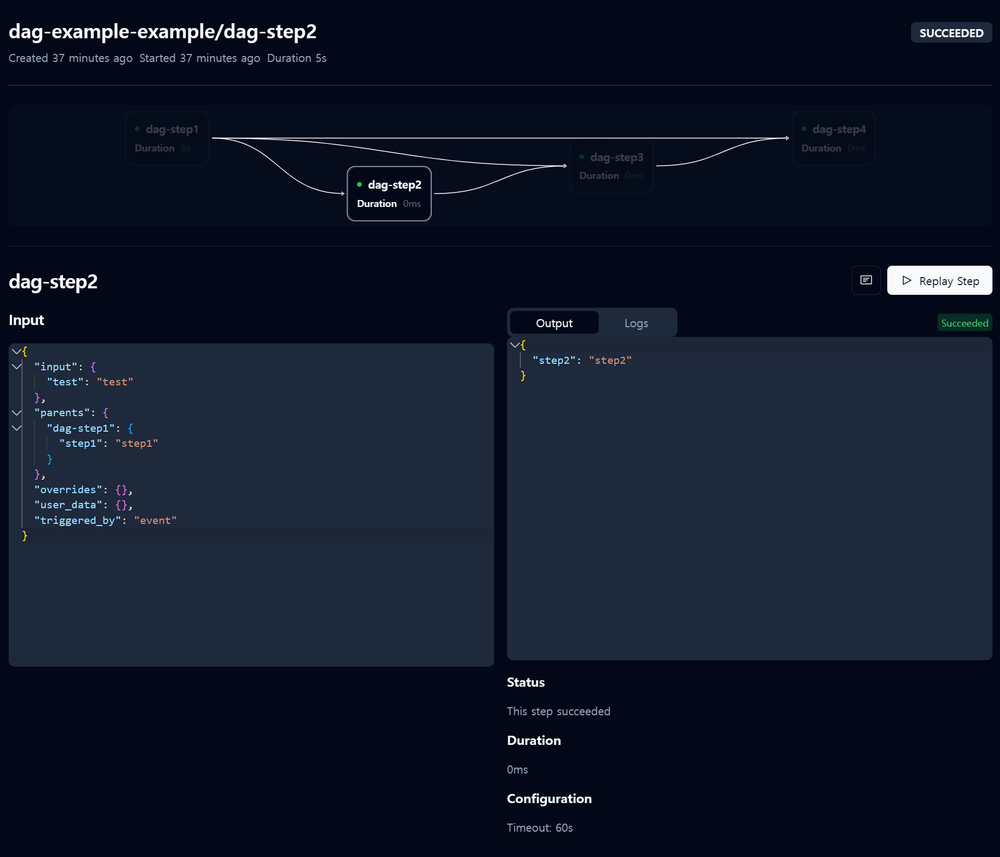 dag-example-example/dag-step2
SUCCEEDED
Created 37 minutes ago Started 37 minutes ago Duration 5s
dag-step1
Duration 5s
dag-step2
Duration 0ms
dag-step3
Duration 0ms
dag-step4
Duration 0ms
dag-step2
Replay Step
Input
{
"input": {
"test": "test"
},
"parents": {
"dag-step1": {
"step1": "step1"
}
},
"overrides": {},
"user_data": {},
"triggered_by": "event"
}
Output Logs
Succeeded
{
"step2": "step2"
}
Status
This step succeeded
Duration
0ms
Configuration
Timeout: 60s